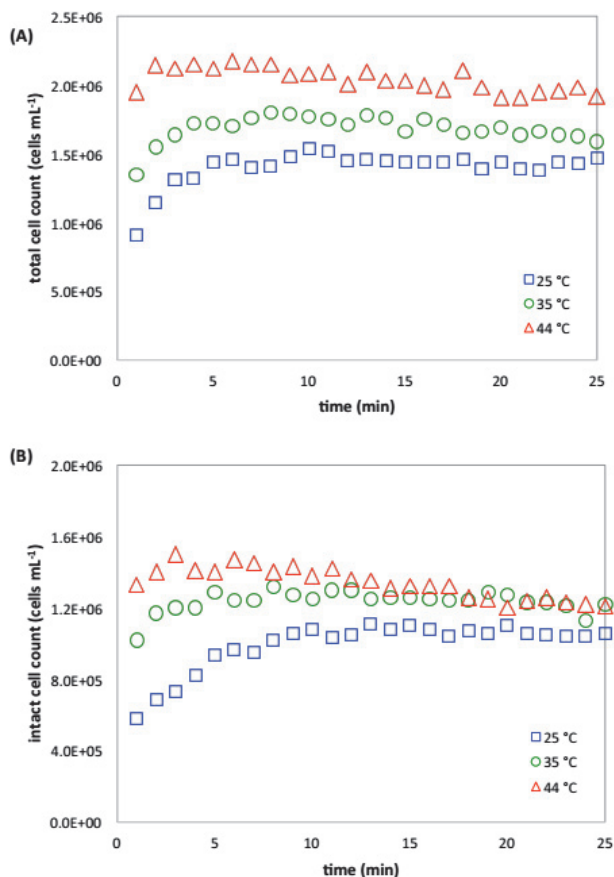 (A)
2.5E+06
2.0E+06
1.5E+06
1.0E+06
5.0E+05
0.0E+00
total cell count (cells mL⁻¹)
25 °C
35 °C
44 °C
0 5 10 15 20 25
time (min)
(B)
2.0E+06
1.6E+06
1.2E+06
8.0E+05
4.0E+05
0.0E+00
intact cell count (cells mL⁻¹)
25 °C
35 °C
44 °C
0 5 10 15 20 25
time (min)